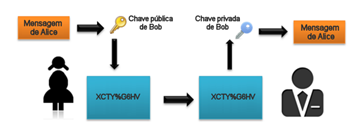 Mensagem
de Alice
Chave pública
de Bob
Chave privada
de Bob
Mensagem
de Alice
XCTY%G6HV
XCTY%G6HV